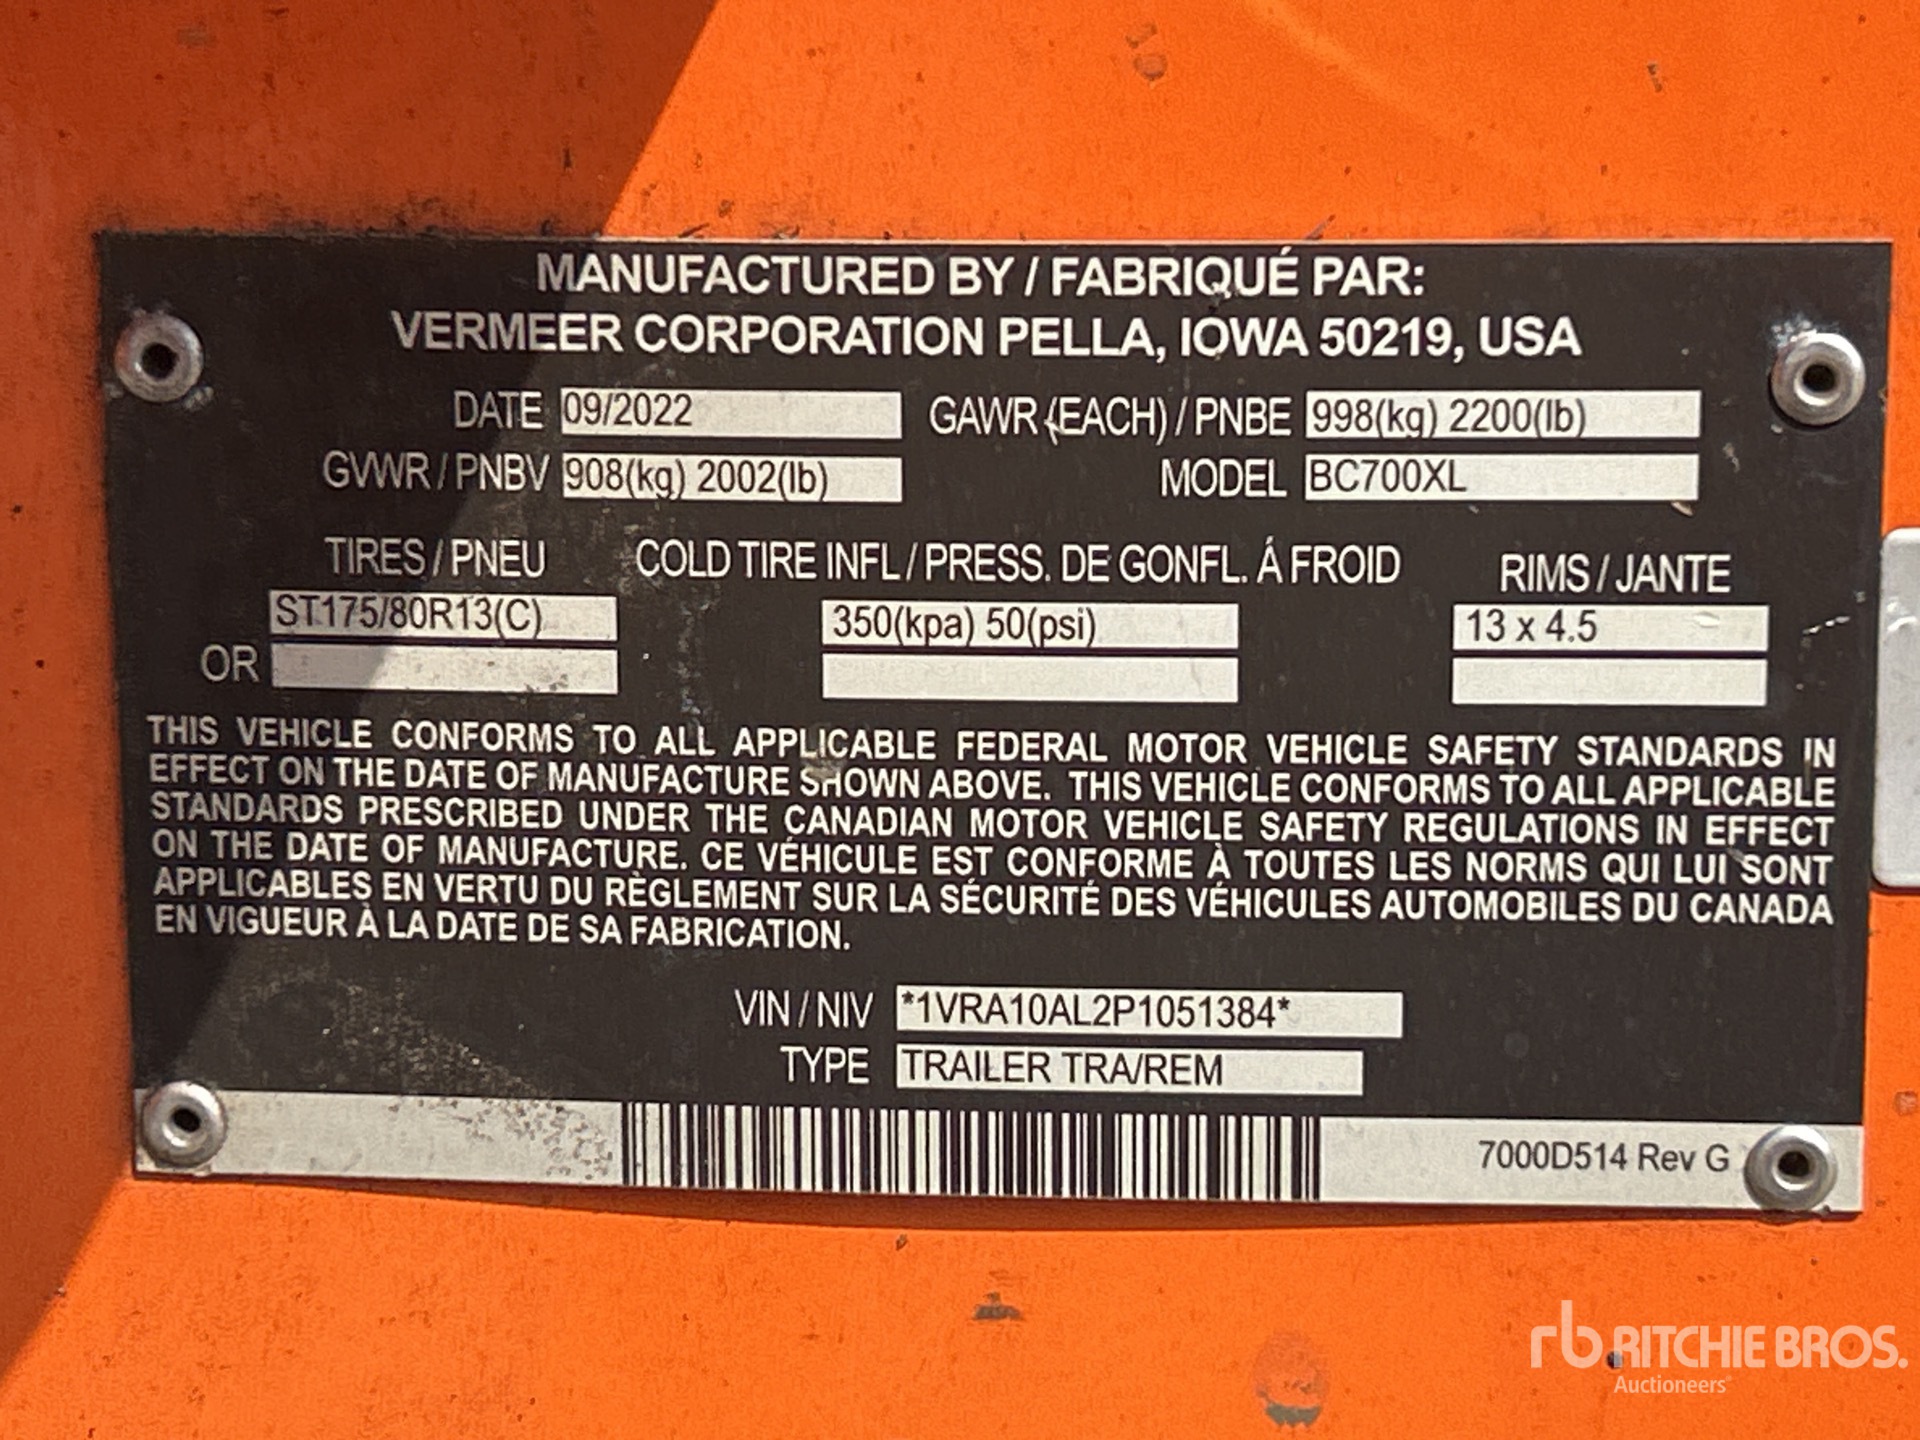 MANUFACTURED BY / FABRIQUÉ PAR:
VERMEER CORPORATION PELLA, IOWA 50219, USA
DATE 09/2022 GAWR (EACH) / PNBE 998(kg) 2200(lb)
GVWR / PNBV 908(kg) 2002(lb) MODEL BC700XL
TIRES / PNEU COLD TIRE INFL / PRESS. DE GONFL. Á FROID RIMS / JANTE
ST175/80R13(C) 350(kpa) 50(psi) 13 x 4.5
OR
THIS VEHICLE CONFORMS TO ALL APPLICABLE FEDERAL MOTOR VEHICLE SAFETY STANDARDS IN
EFFECT ON THE DATE OF MANUFACTURE SHOWN ABOVE. THIS VEHICLE CONFORMS TO ALL APPLICABLE
STANDARDS PRESCRIBED UNDER THE CANADIAN MOTOR VEHICLE SAFETY REGULATIONS IN EFFECT
ON THE DATE OF MANUFACTURE. CE VÉHICULE EST CONFORME À TOUTES LES NORMS QUI LUI SONT
APPLICABLES EN VERTU DU RÈGLEMENT SUR LA SÉCURITÉ DES VÉHICULES AUTOMOBILES DU CANADA
EN VIGUEUR À LA DATE DE SA FABRICATION.
VIN / NIV *1VRA10AL2P1051384*
TYPE TRAILER TRA/REM
7000D514 Rev G
rb RITCHIE BROS.
Auctioneers